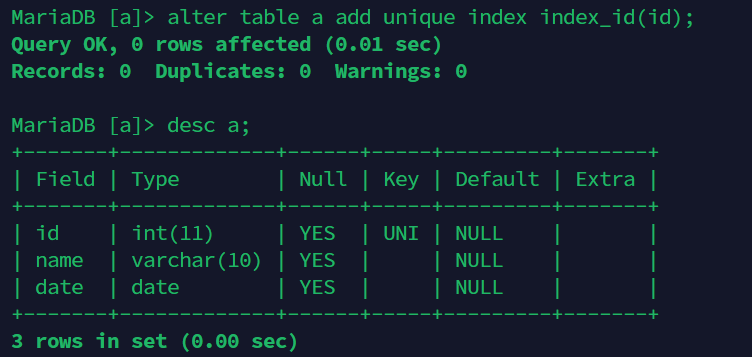 MariaDB [a]> alter table a add unique index index_id(id);
Query OK, 0 rows affected (0.01 sec)
Records: 0  Duplicates: 0  Warnings: 0

MariaDB [a]> desc a;
+-------+-------------+------+-----+---------+-------+
| Field | Type        | Null | Key | Default | Extra |
+-------+-------------+------+-----+---------+-------+
| id    | int(11)     | YES  | UNI | NULL    |       |
| name  | varchar(10) | YES  |     | NULL    |       |
| date  | date        | YES  |     | NULL    |       |
+-------+-------------+------+-----+---------+-------+
3 rows in set (0.00 sec)